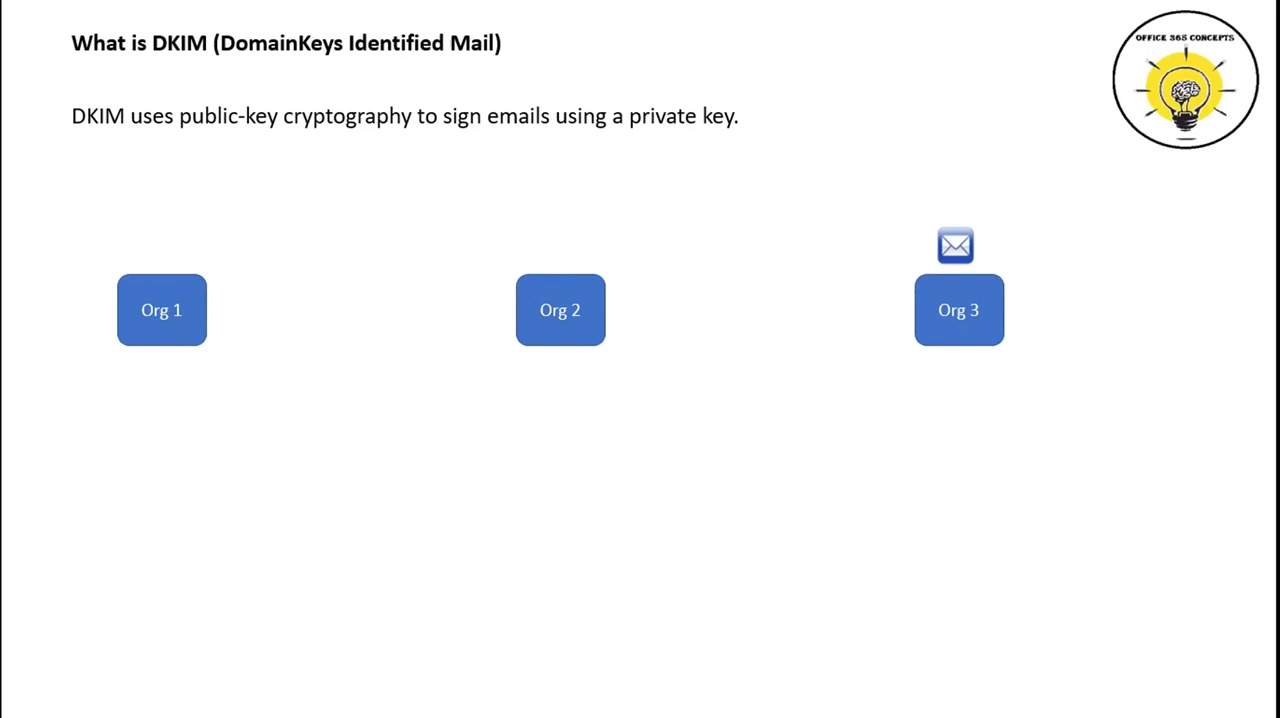 What is DKIM (DomainKeys Identified Mail)
OFFICE 365 CONCEPTS
DKIM uses public-key cryptography to sign emails using a private key.
Org 1
Org 2
Org 3